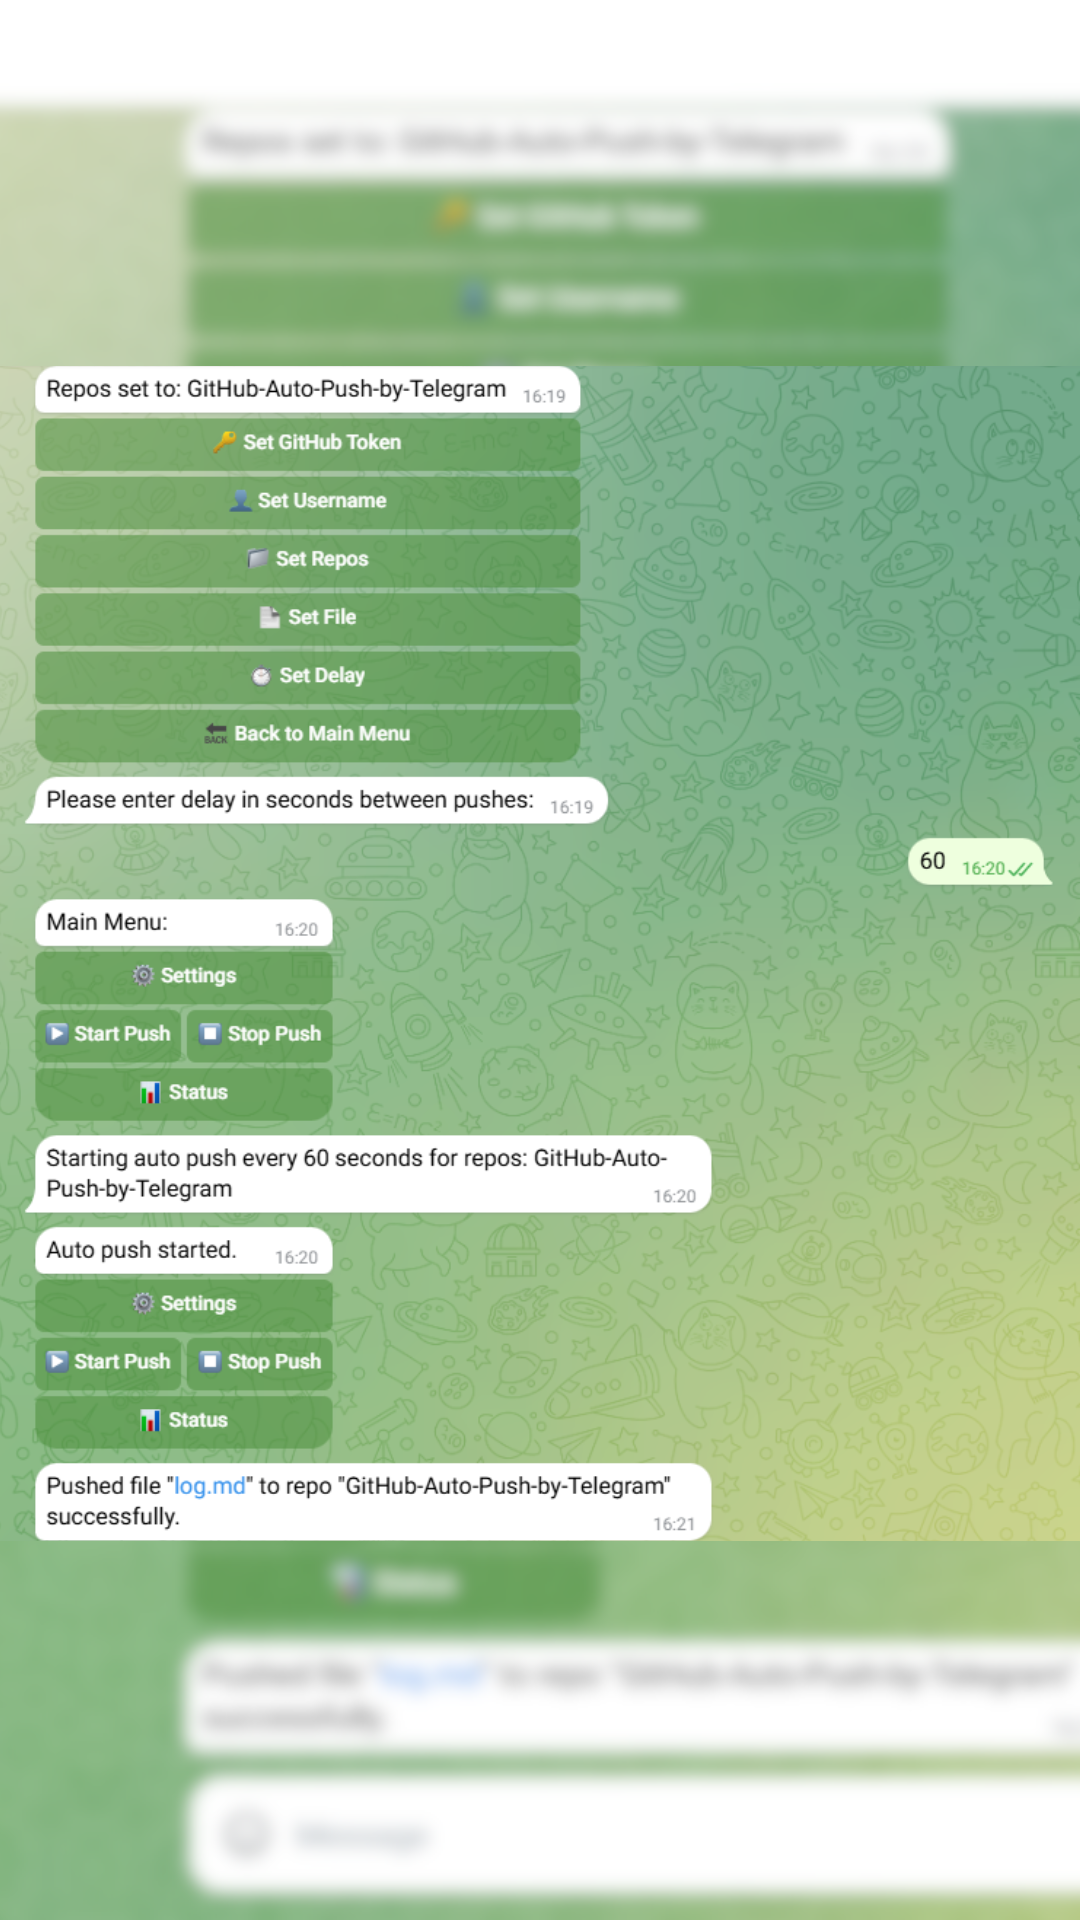 Repos set to: GitHub-Auto-Push-by-Telegram 16:19
Set GitHub Token
Set Username
Set Repos
Set File
Set Delay
BACK Back to Main Menu
Please enter delay in seconds between pushes: 16:19
60 16:20
Main Menu: 16:20
Settings
Start Push Stop Push
Status
Starting auto push every 60 seconds for repos: GitHub-Auto-
Push-by-Telegram 16:20
Auto push started. 16:20
Settings
Start Push Stop Push
Status
Pushed file "log.md" to repo "GitHub-Auto-Push-by-Telegram"
successfully. 16:21